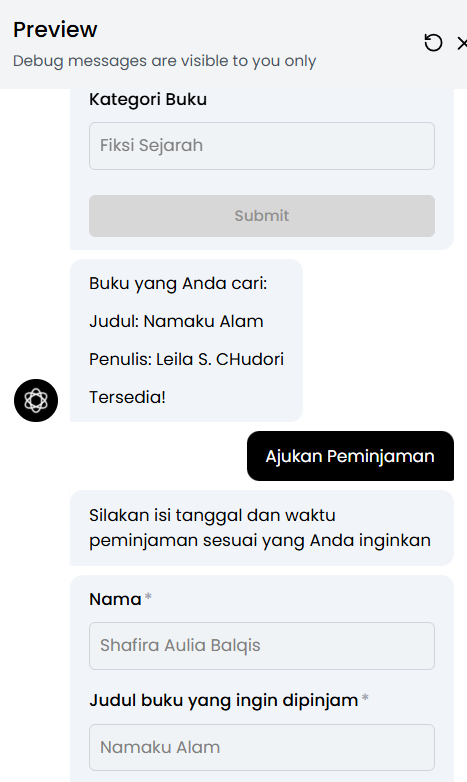 Preview
Debug messages are visible to you only
Kategori Buku
Fiksi Sejarah
Submit
Buku yang Anda cari:
Judul: Namaku Alam
Penulis: Leila S. CHudori
Tersedia!
Ajukan Peminjaman
Silakan isi tanggal dan waktu
peminjaman sesuai yang Anda inginkan
Nama *
Shafira Aulia Balqis
Judul buku yang ingin dipinjam *
Namaku Alam